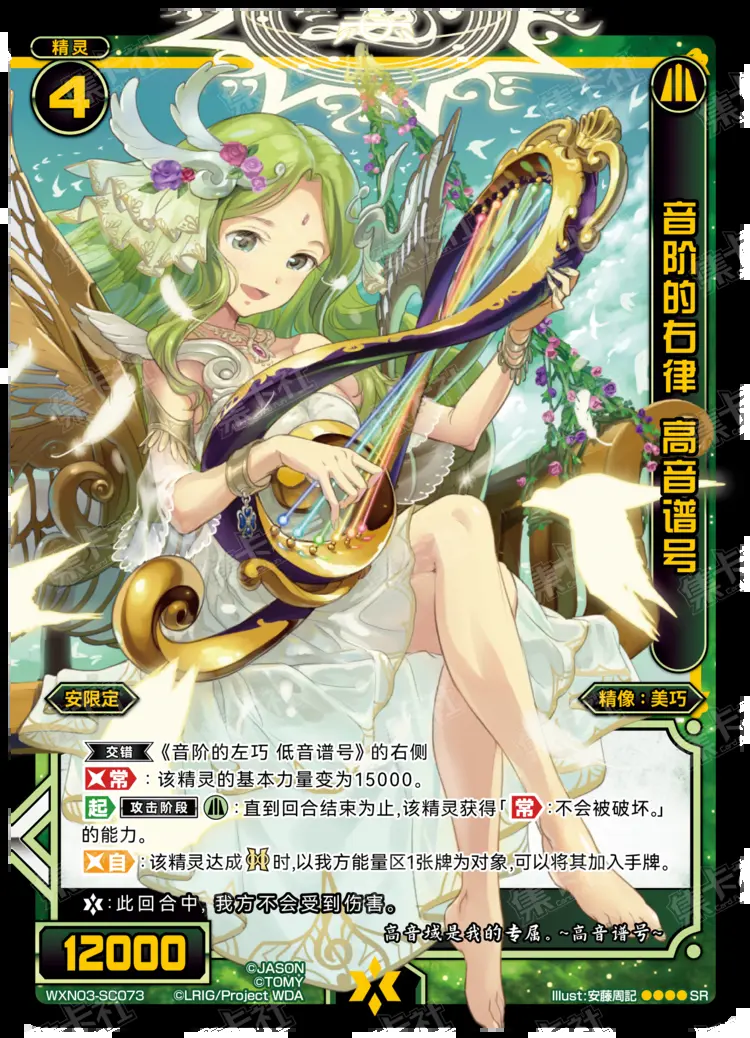 精灵
4
音阶的右律 高音谱号
安限定
精像：美巧
交错 《音阶的左巧 低音谱号》的右侧
常：该精灵的基本力量变为15000。
起 攻击阶段 ：直到回合结束为止,该精灵获得「常:不会被破坏。」
的能力。
自：该精灵达成 时,以我方能量区1张牌为对象,可以将其加入手牌。
：此回合中, 我方不会受到伤害。
高音域是我的专属。~高音谱号~
12000
©JASON
©TOMY
WXN03-SC073 ©LRIG/Project WDA
Illust:安藤周記 SR
集卡社